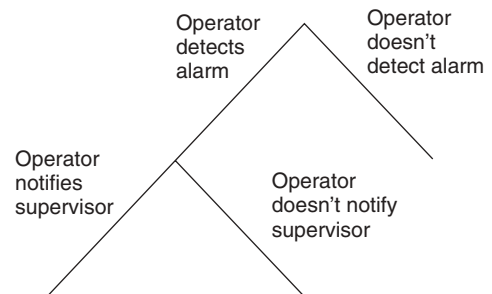 Operator
detects
alarm
Operator
doesn't
detect alarm
Operator
notifies
supervisor
Operator
doesn't notify
supervisor